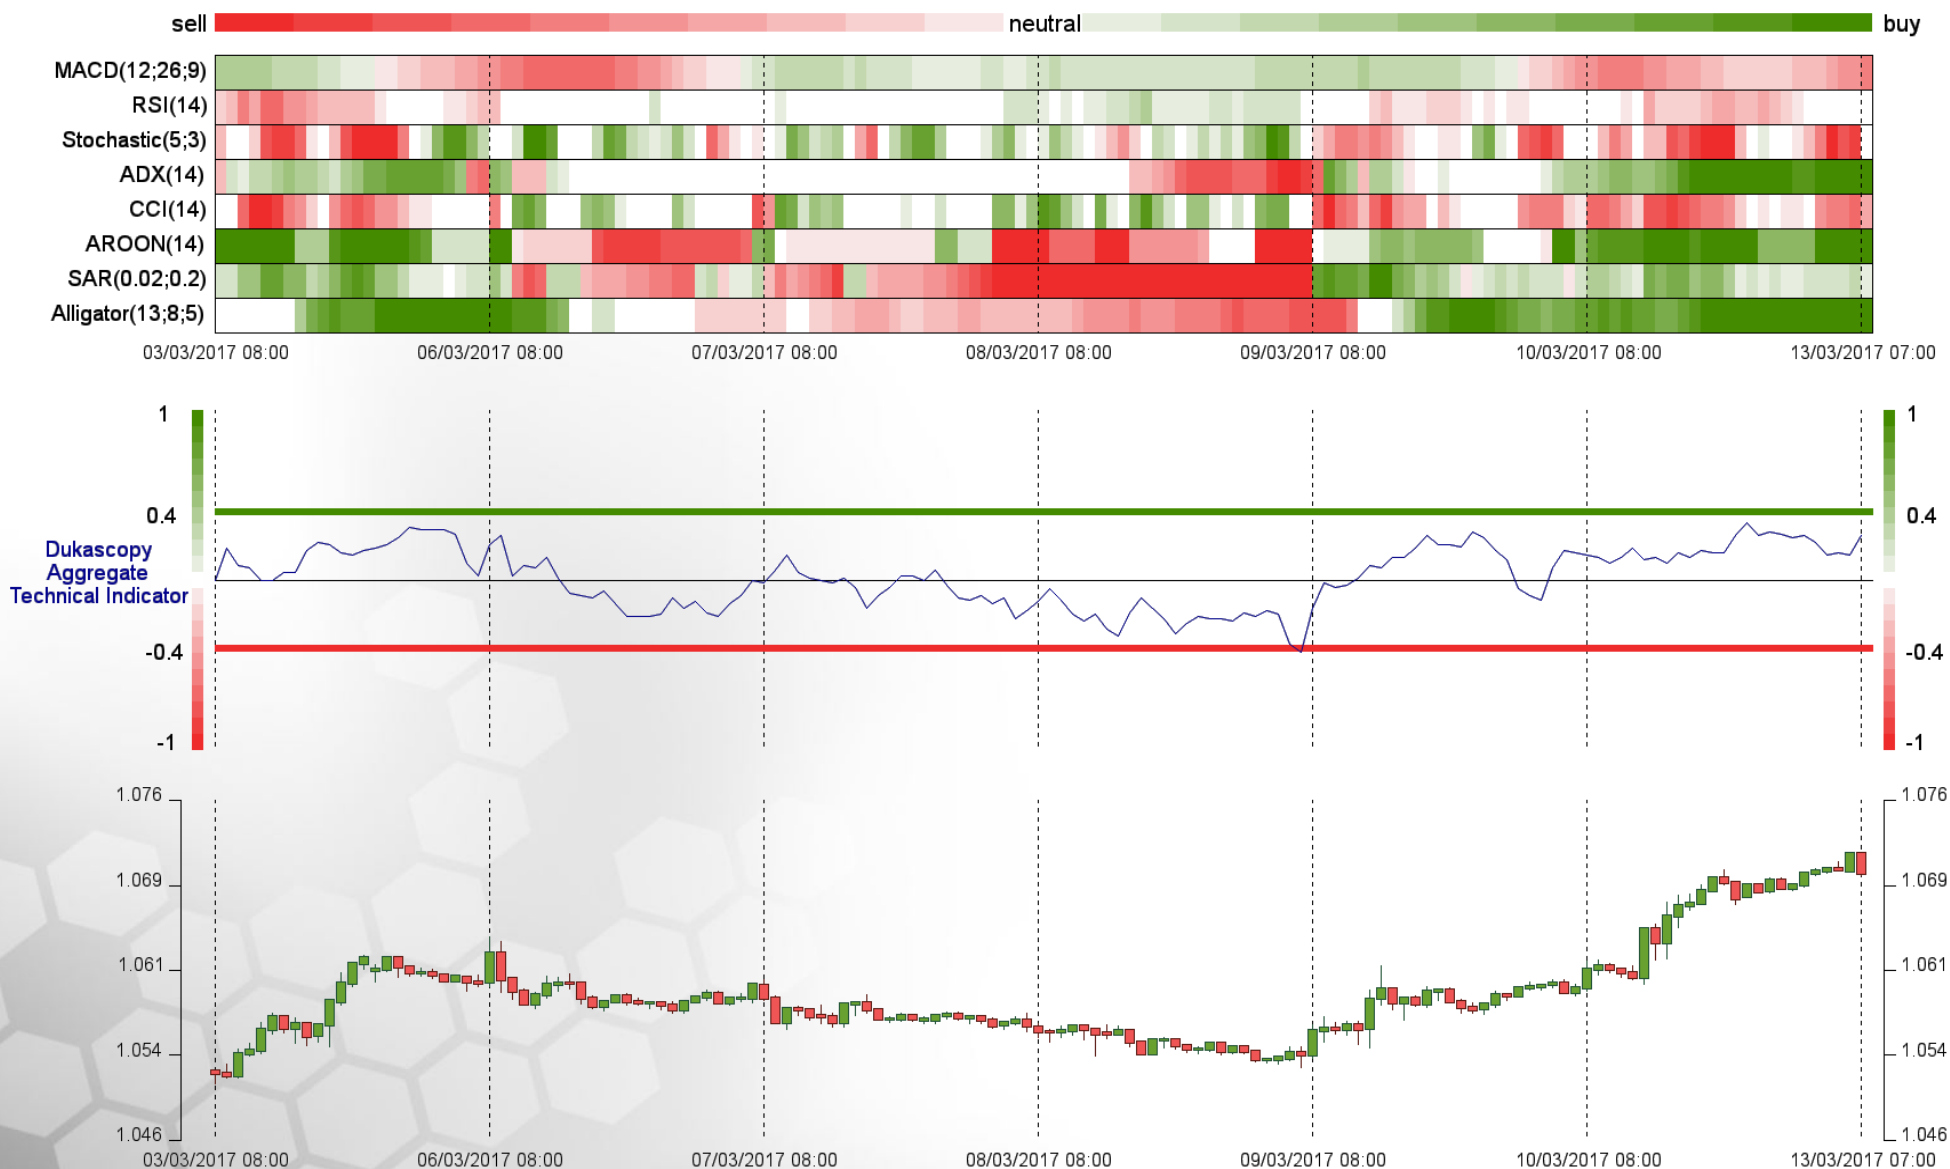 sell neutral buy
MACD(12;26;9)
RSI(14)
Stochastic(5;3)
ADX(14)
CCI(14)
AROON(14)
SAR(0.02;0.2)
Alligator(13;8;5)
03/03/2017 08:00 06/03/2017 08:00 07/03/2017 08:00 08/03/2017 08:00 09/03/2017 08:00 10/03/2017 08:00 13/03/2017 07:00
1 1
0.4 0.4
Dukascopy
Aggregate
Technical Indicator
-0.4 -0.4
-1 -1
1.076 1.076
1.069 1.069
1.061 1.061
1.054 1.054
1.046 1.046
03/03/2017 08:00 06/03/2017 08:00 07/03/2017 08:00 08/03/2017 08:00 09/03/2017 08:00 10/03/2017 08:00 13/03/2017 07:00